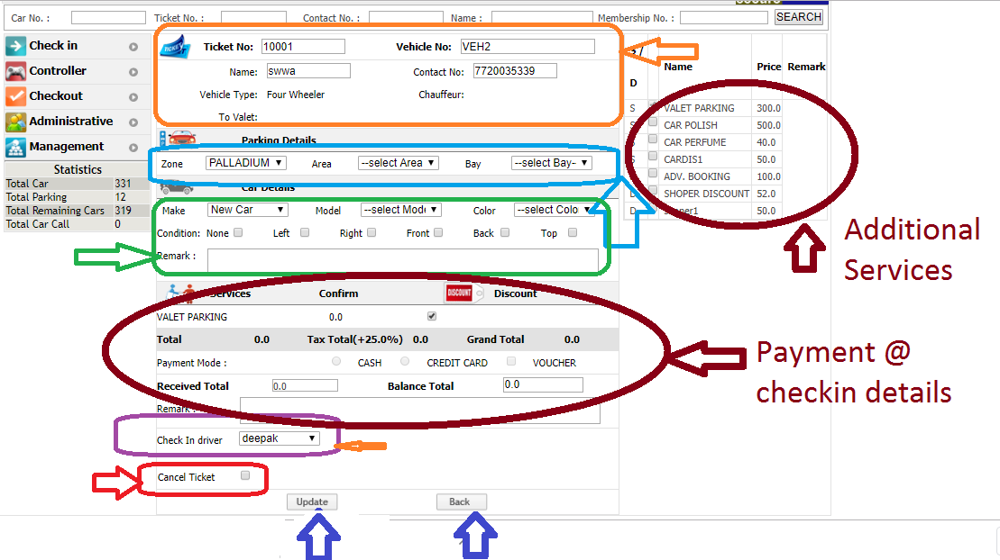 Car No. : Ticket No. : Contact No. : Name : Membership No. : SEARCH
Check in
Controller
Checkout
Administrative
Management
Statistics
Total Car 331
Total Parking 12
Total Remaining Cars 319
Total Car Call 0
Ticket No: 10001 Vehicle No: VEH2
Name: swwa Contact No: 7720035339
Vehicle Type: Four Wheeler Chauffeur:
To Valet:
Parking Details
Zone PALLADIUM Area --select Area Bay --select Bay-
Car Details
Make New Car Model --select Mode Color --select Colo
Condition: None Left Right Front Back Top
Remark :
Services Confirm DISCOUNT Discount
VALET PARKING 0.0
Total 0.0 Tax Total(+25.0%) 0.0 Grand Total 0.0
Payment Mode : CASH CREDIT CARD VOUCHER
Received Total 0.0 Balance Total 0.0
Remark :
Check In driver deepak
Cancel Ticket
Update Back
D Name Price Remark
S VALET PARKING 300.0
CAR POLISH 500.0
CAR PERFUME 40.0
S CARDIS1 50.0
ADV. BOOKING 100.0
D SHOPER DISCOUNT 52.0
D 50.0
Additional
Services
Payment @
checkin details